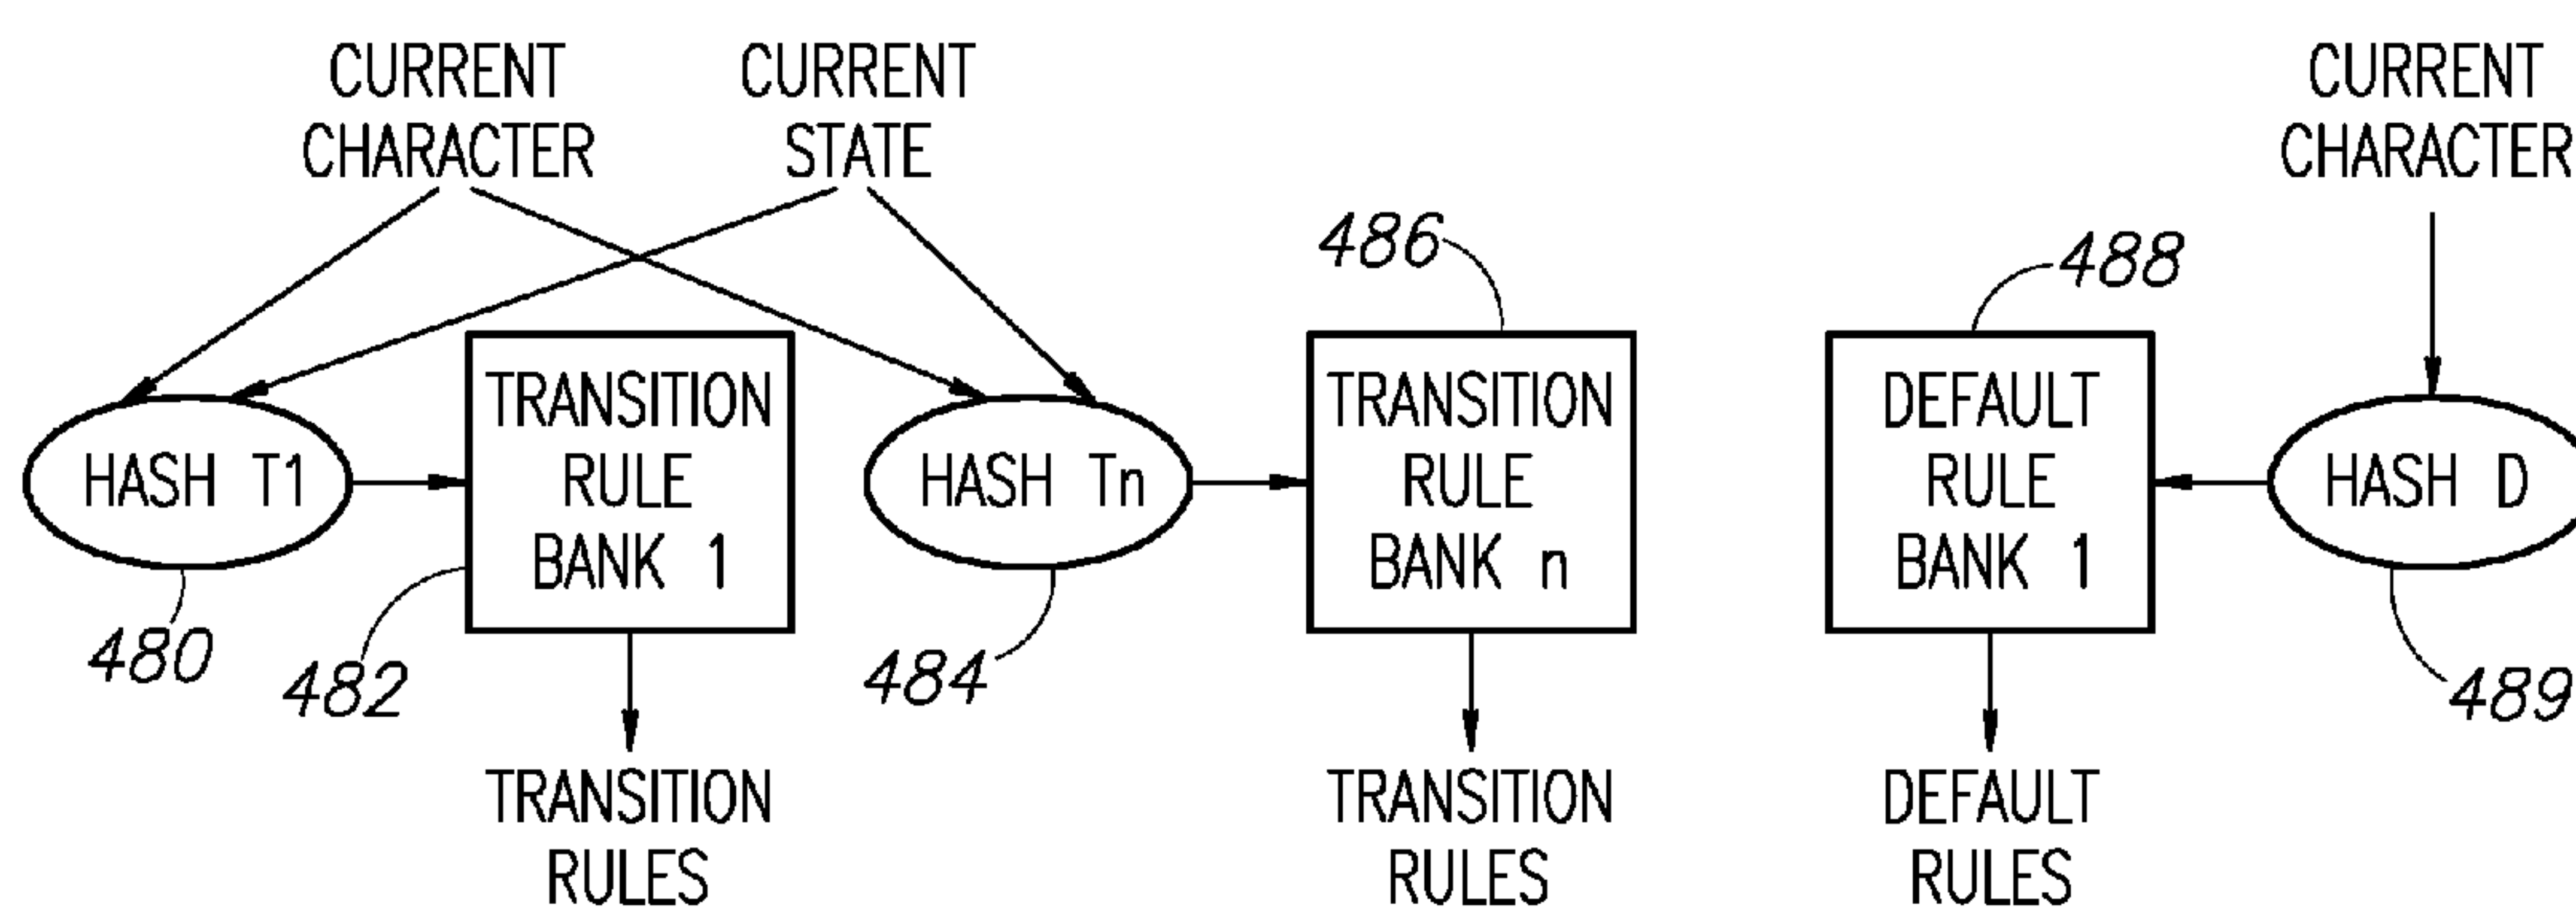 CURRENT
CHARACTER
CURRENT
STATE
CURRENT
CHARACTER
486
488
HASH T1
TRANSITION
RULE
BANK 1
HASH Tn
TRANSITION
RULE
BANK n
DEFAULT
RULE
BANK 1
HASH D
480
482
484
489
TRANSITION
RULES
TRANSITION
RULES
DEFAULT
RULES